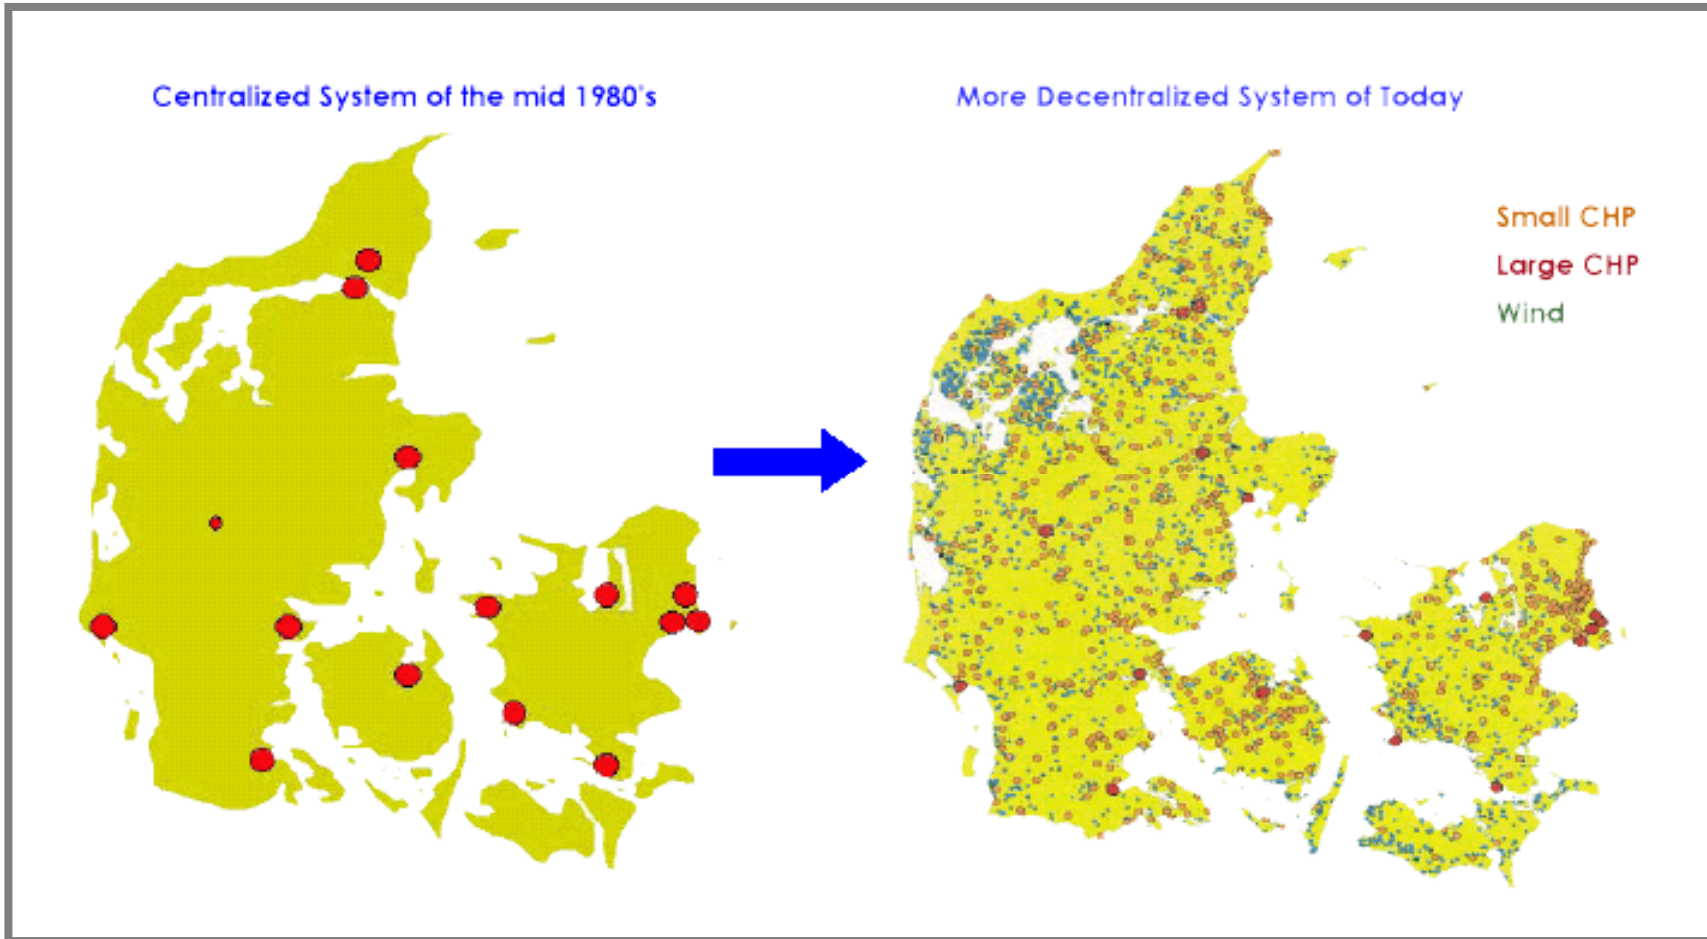 Centralized System of the mid 1980's
More Decentralized System of Today
Small CHP
Large CHP
Wind